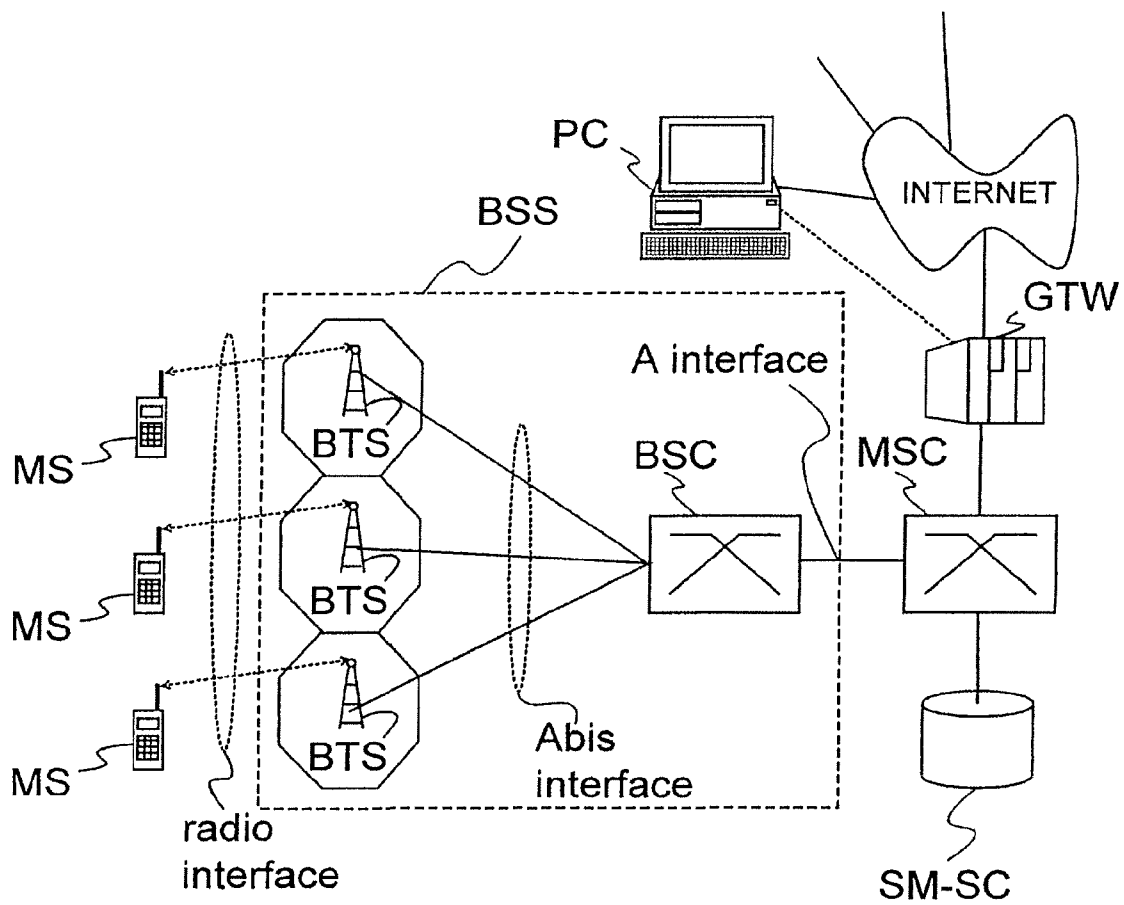 PC
INTERNET
BSS
GTW
A interface
BTS
MS
BSC
MSC
BTS
MS
BTS
MS
Abis
interface
radio
interface
SM-SC